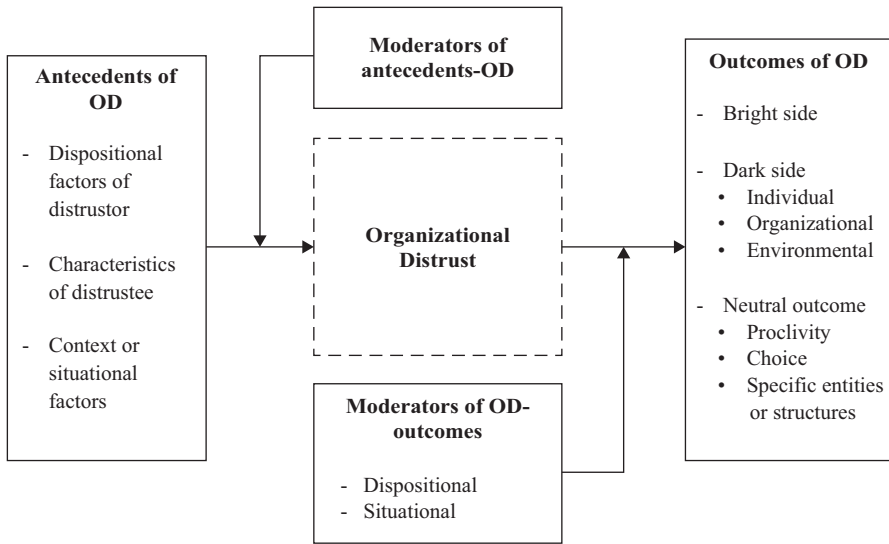 Antecedents of
OD
- Dispositional
factors of
distrustor
- Characteristics
of distrustee
- Context or
situational
factors
Moderators of
antecedents-OD
Organizational
Distrust
Moderators of OD-
outcomes
- Dispositional
- Situational
Outcomes of OD
- Bright side
- Dark side
• Individual
• Organizational
• Environmental
- Neutral outcome
• Proclivity
• Choice
• Specific entities
or structures